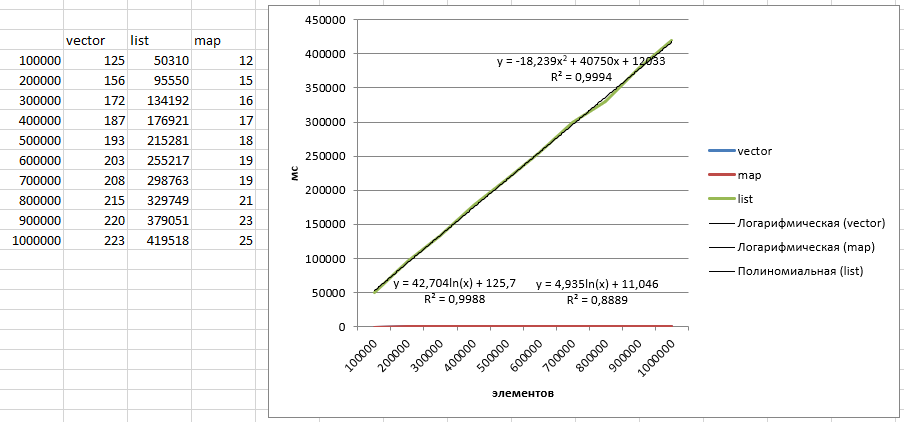 vector list map
100000 125 50310 12
200000 156 95550 15
300000 172 134192 16
400000 187 176921 17
500000 193 215281 18
600000 203 255217 19
700000 208 298763 19
800000 215 329749 21
900000 220 379051 23
1000000 223 419518 25
450000
400000
350000
300000
250000
200000
150000
100000
50000
0
мс
y = -18,239x² + 40750x + 12033
R² = 0,9994
y = 42,704ln(x) + 125,7
R² = 0,9988
y = 4,935ln(x) + 11,046
R² = 0,8889
100000
200000
300000
400000
500000
600000
700000
800000
900000
1000000
элементов
vector
map
list
Логарифмическая (vector)
Логарифмическая (map)
Полиномиальная (list)